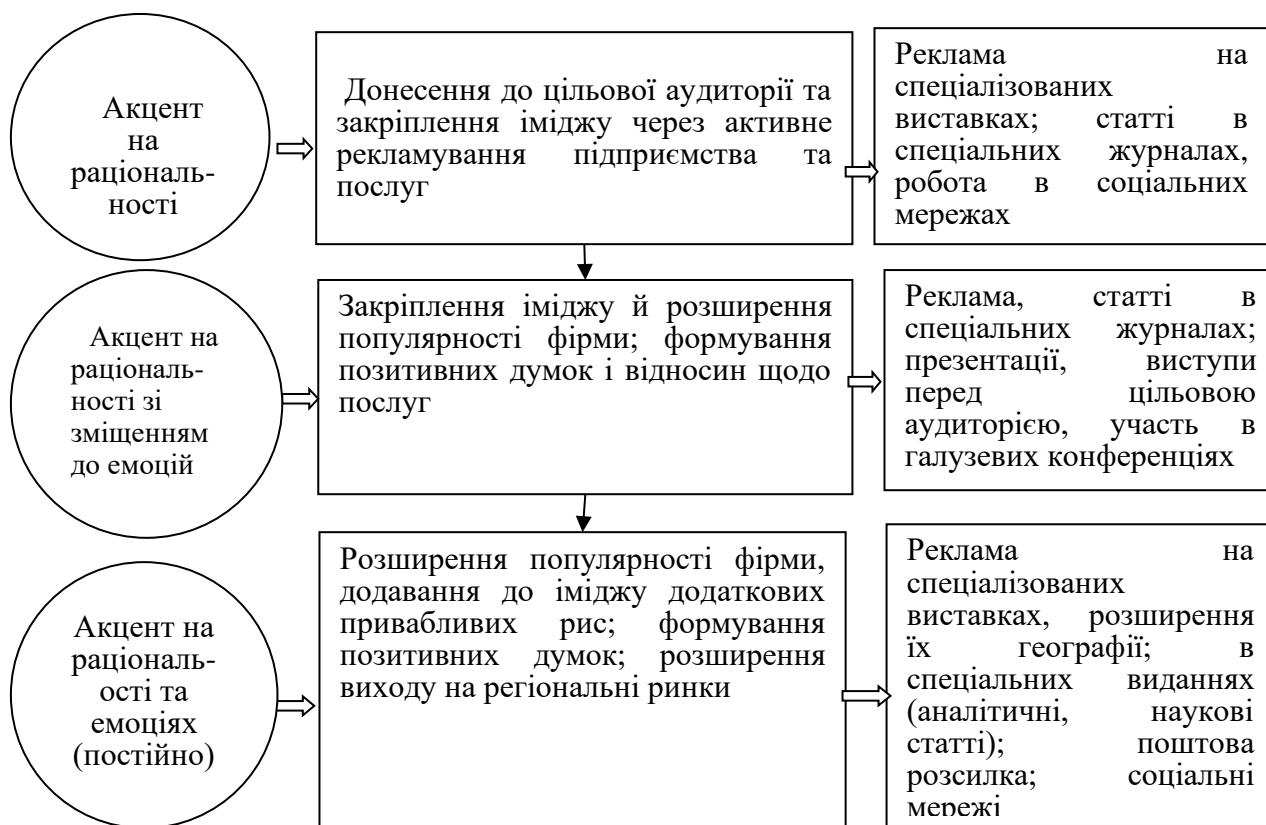 Акцент
на
раціональ-
ності
Донесення до цільової аудиторії та
закріплення іміджу через активне
рекламування підприємства та
послуг
Реклама на
спеціалізованих
виставках; статті в
спеціальних журналах,
робота в соціальних
мережах
Акцент на
раціональ-
ності зі
зміщенням
до емоцій
Закріплення іміджу й розширення
популярності фірми; формування
позитивних думок і відносин щодо
послуг
Реклама, статті в
спеціальних журналах;
презентації, виступи
перед цільовою
аудиторією, участь в
галузевих конференціях
Акцент на
раціональ-
ості та
емоціях
(постійно)
Розширення популярності фірми,
додавання до іміджу додаткових
привабливих рис; формування
позитивних думок; розширення
виходу на регіональні ринки
Реклама на
спеціалізованих
виставках, розширення
їх географії; в
спеціальних виданнях
(аналітичні, наукові
статті); поштова
розсилка; соціальні
мережі